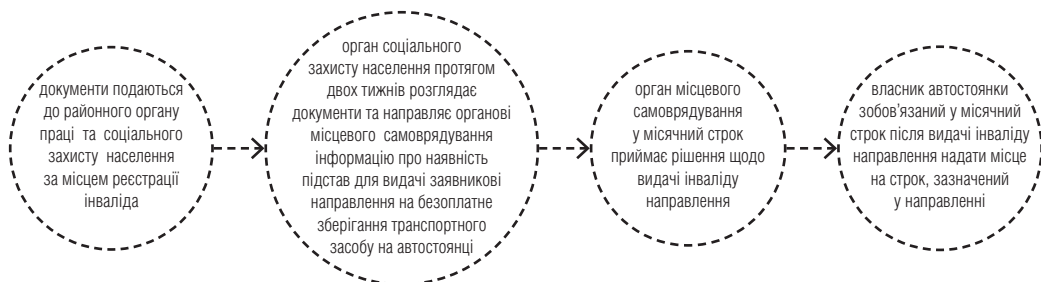 документи подаються
до районного органу
праці та соціального
захисту населення
за місцем реєстрації
інваліда
орган соціального
захисту населення протягом
двох тижнів розглядає
документи та направляє органові
місцевого самоврядування
інформацію про наявність
підстав для видачі заявникові
направлення на безоплатне
зберігання транспортного
засобу на автостоянці
орган місцевого
самоврядування
у місячний строк
приймає рішення щодо
видачі інваліду
направлення
власник автостоянки
зобов’язаний у місячний
строк після видачі інваліду
направлення надати місце
на строк, зазначений
у направленні